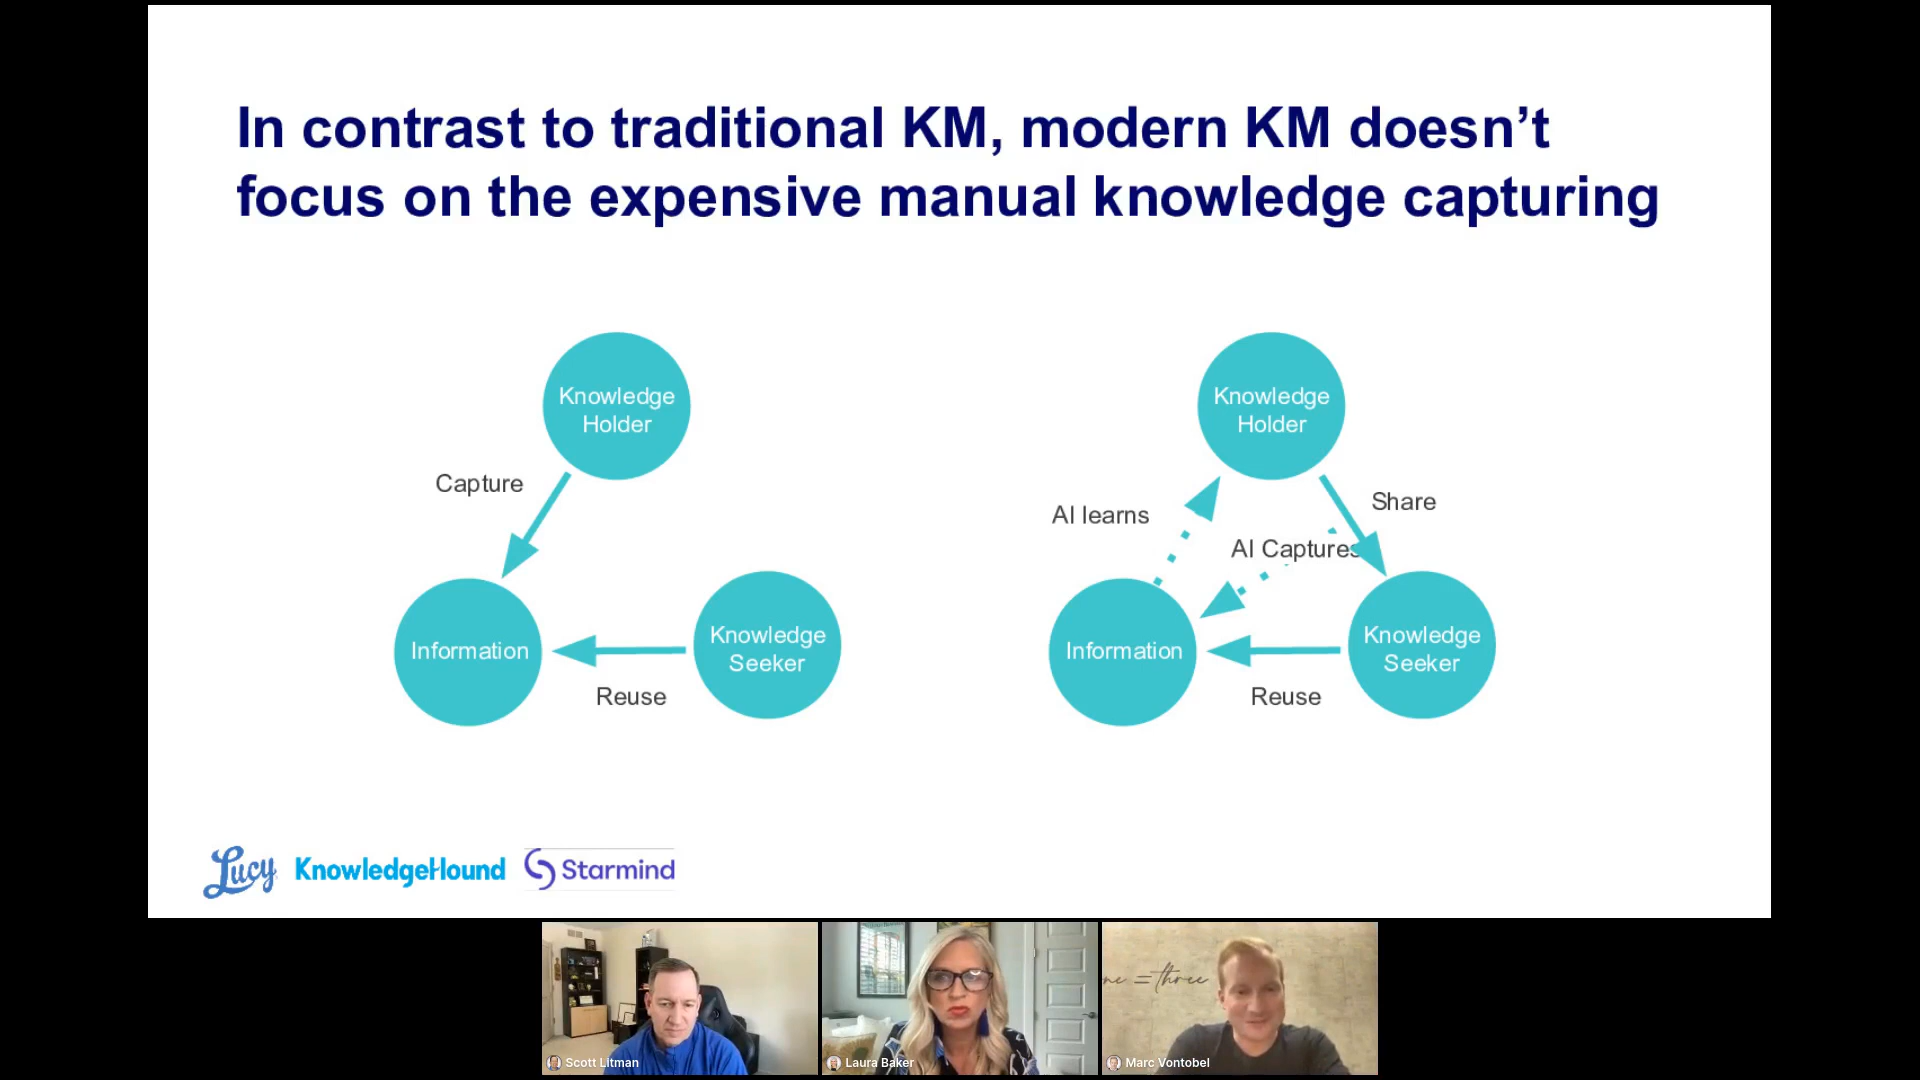 In contrast to traditional KM, modern KM doesn’t
focus on the expensive manual knowledge capturing
Knowledge
Holder
Capture
Information
Knowledge
Seeker
Reuse
Knowledge
Holder
AI learns
Share
AI Captures
Information
Knowledge
Seeker
Reuse
Lucy
KnowledgeHound
Starmind
= three
Scott Litman
Laura Baker
Marc Vontobel